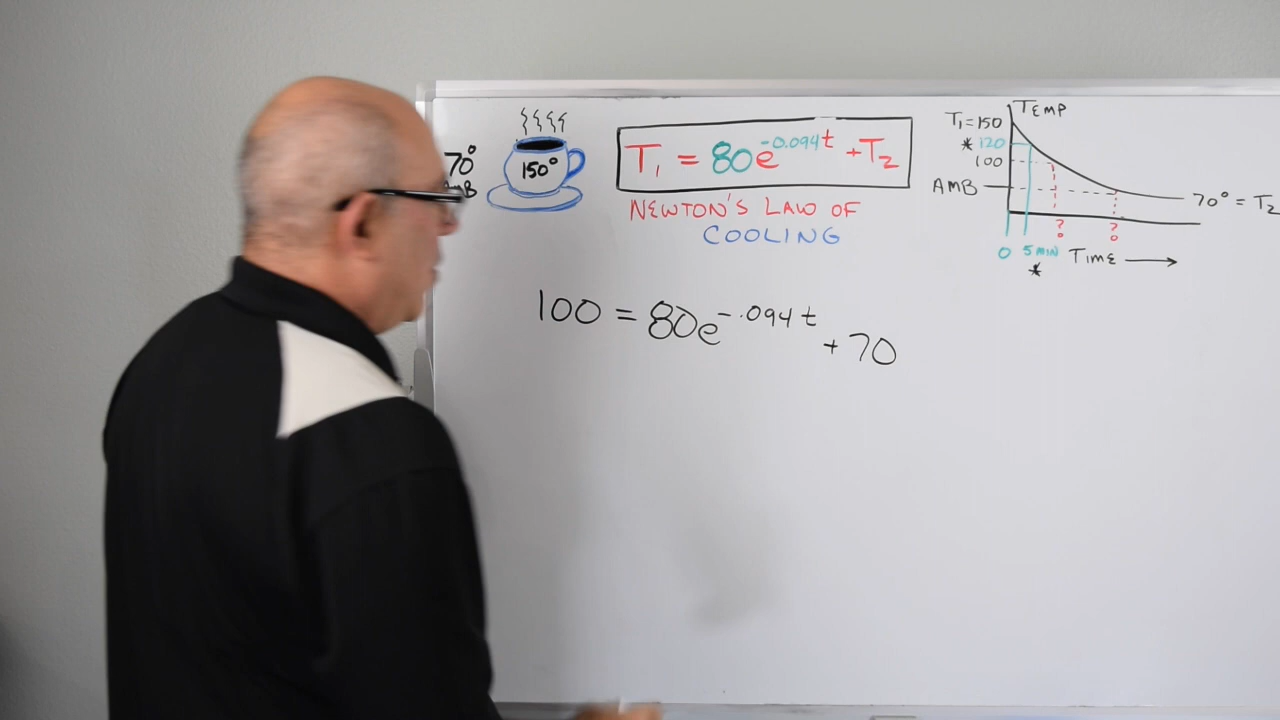 70°
AMB
150°
T₁ = 80e^-0.094t + T₂
NEWTON'S LAW OF
COOLING
TEMP
T₁=150
* 120
100
AMB
70° = T₂
? ?
0 5 MIN TIME
*
100 = 80e^-.094t + 70